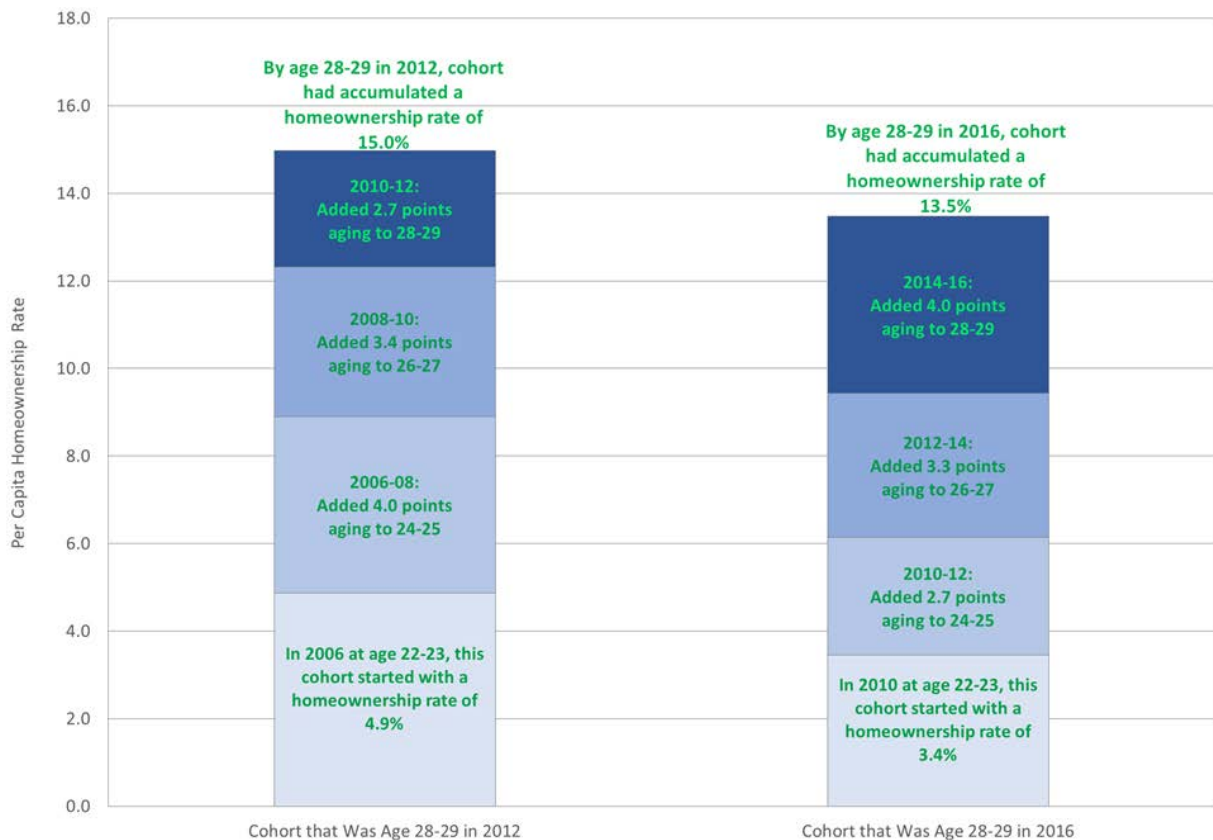 18.0
16.0
14.0
12.0
10.0
8.0
6.0
4.0
2.0
0.0
Per Capita Homeownership Rate
By age 28-29 in 2012, cohort
had accumulated a
homeownership rate of
15.0%
2010-12:
Added 2.7 points
aging to 28-29
2008-10:
Added 3.4 points
aging to 26-27
2006-08:
Added 4.0 points
aging to 24-25
In 2006 at age 22-23, this
cohort started with a
homeownership rate of
4.9%
Cohort that Was Age 28-29 in 2012
By age 28-29 in 2016, cohort
had accumulated a
homeownership rate of
13.5%
2014-16:
Added 4.0 points
aging to 28-29
2012-14:
Added 3.3 points
aging to 26-27
2010-12:
Added 2.7 points
aging to 24-25
In 2010 at age 22-23, this
cohort started with a
homeownership rate of
3.4%
Cohort that Was Age 28-29 in 2016